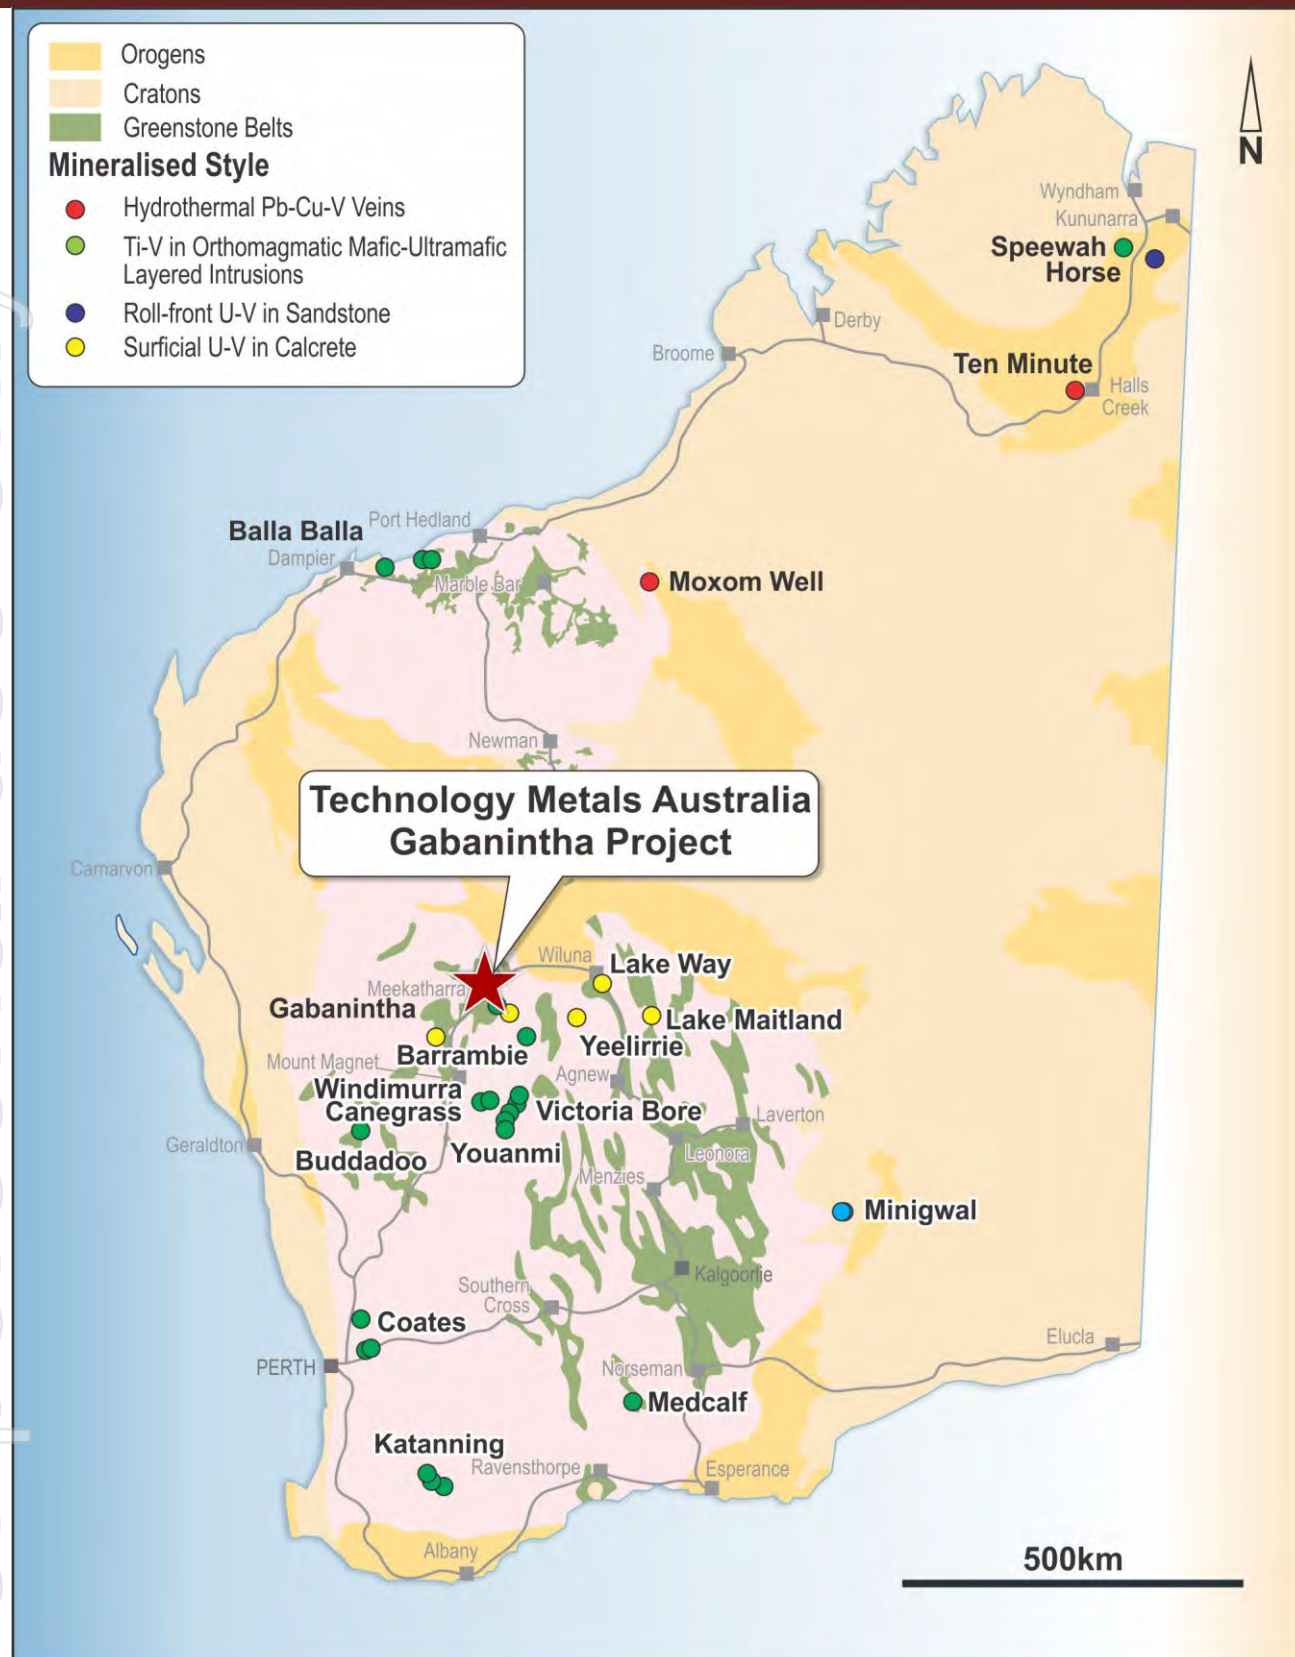 Orogens
Cratons
Greenstone Belts
Mineralised Style
Hydrothermal Pb-Cu-V Veins
Ti-V in Orthomagmatic Mafic-Ultramafic
Layered Intrusions
Roll-front U-V in Sandstone
Surficial U-V in Calcrete
N
Wyndham
Kununarra
Speewah
Horse
Derby
Broome
Ten Minute
Halls
Creek
Balla Balla
Port Hedland
Dampier
Marble Bar
Moxom Well
Newman
Technology Metals Australia
Gabanintha Project
Carnarvon
Wiluna
Lake Way
Meekatharra
Gabanintha
Lake Maitland
Barrambie
Yeelirrie
Mount Magnet
Agnew
Windimurra
Canegrass
Victoria Bore
Laverton
Geraldton
Buddadoo
Youanmi
Leonora
Menzies
Minigwal
Kalgoorlie
Southern
Cross
Coates
Elucla
PERTH
Norseman
Medcalf
Katanning
Ravensthorpe
Esperance
Albany
500km